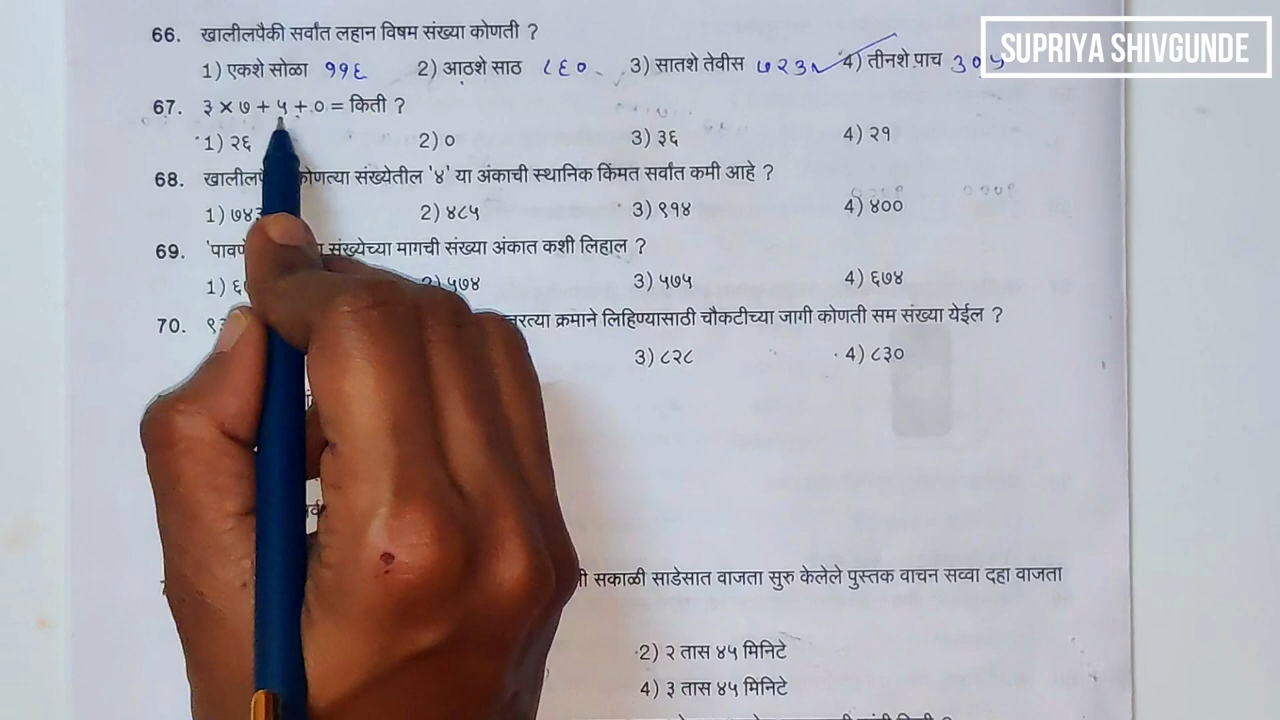 SUPRIYA SHIVGUNDE
66. खालीलपैकी सर्वांत लहान विषम संख्या कोणती ?
1) एकशे सोळा ११६ 2) आठशे साठ ८६० 3) सातशे तेवीस ७२३ 4) तीनशे पाच ३०५
67. ३ × ७ + ५ + ० = किती ?
1) २६ 2) ० 3) ३६ 4) २१
68. कोणत्या संख्येतील '४' या अंकाची स्थानिक किंमत सर्वांत कमी आहे ?
1) 2) ४८५ 3) ९१४ 4) ४००
69. संख्येच्या मागची संख्या अंकात कशी लिहाल ?
1) 2) ५७४ 3) ५७५ 4) ६७४
70. क्रमाने लिहिण्यासाठी चौकटीच्या जागी कोणती सम संख्या येईल ?
3) ८२८ 4) ८३०
सकाळी साडेसात वाजता सुरु केलेले पुस्तक वाचन सव्वा दहा वाजता
2) २ तास ४५ मिनिटे
4) ३ तास ४५ मिनिटे